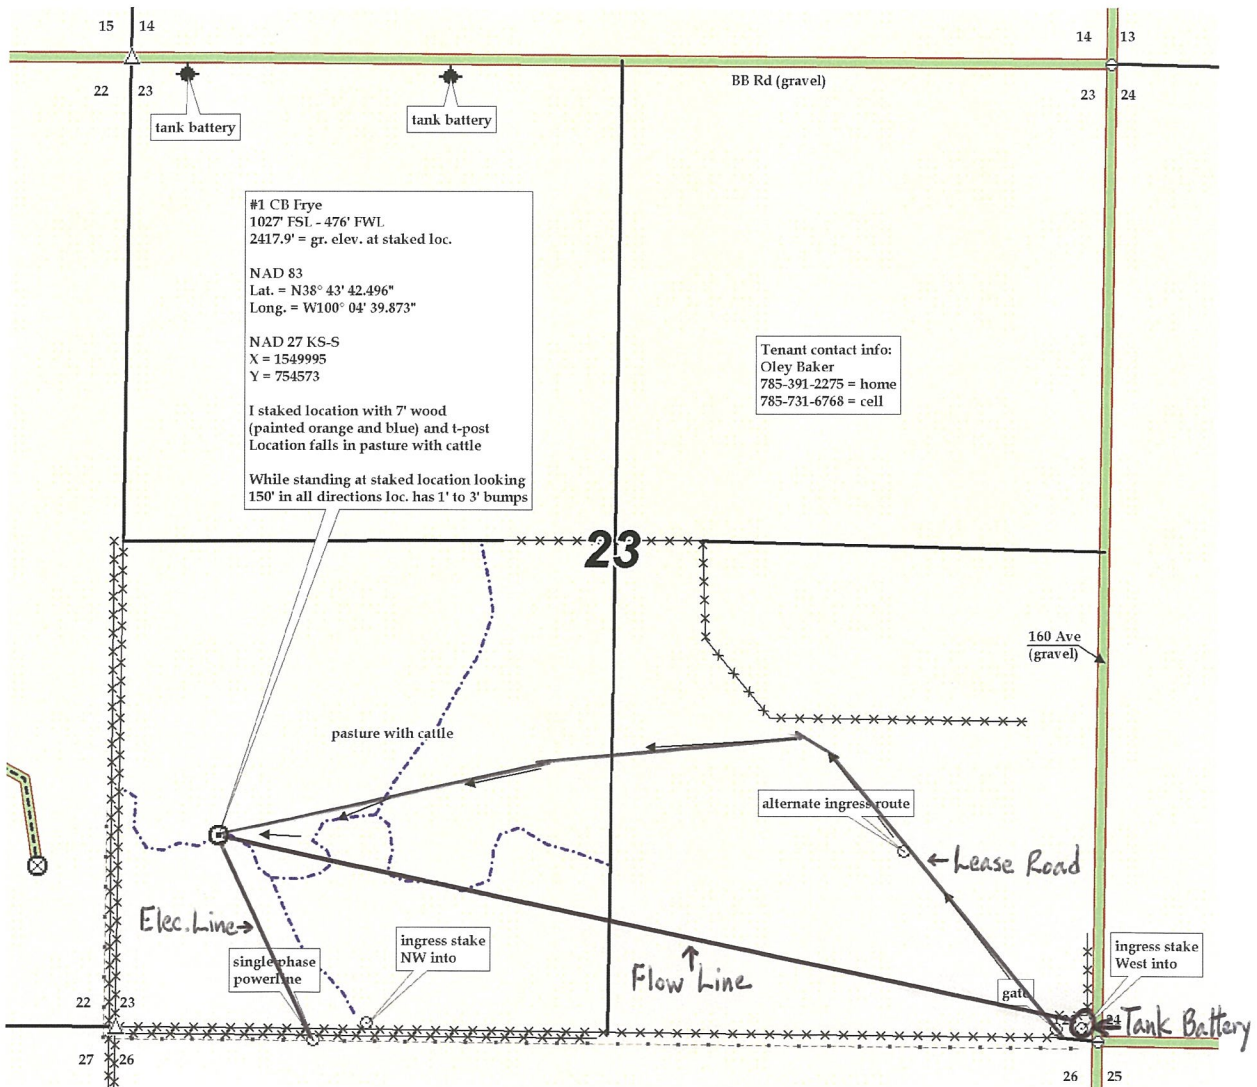 15 14
14 13
22 23
BB Rd (gravel)
23 24
tank battery
tank battery
#1 CB Frye
1027' FSL - 476' FWL
2417.9' = gr. elev. at staked loc.
NAD 83
Lat. = N38° 43' 42.496"
Long. = W100° 04' 39.873"
NAD 27 KS-S
X = 1549995
Y = 754573
I staked location with 7' wood
(painted orange and blue) and t-post
Location falls in pasture with cattle
While standing at staked location looking
150' in all directions loc. has 1' to 3' bumps
Tenant contact info:
Oley Baker
785-391-2275 = home
785-731-6768 = cell
23
160 Ave
(gravel)
pasture with cattle
alternate ingress route
Lease Road
Elec. Line
ingress stake
NW into
single phase
powerline
Flow Line
gate
ingress stake
West into
22 23
24
Tank Battery
27 26
26 25